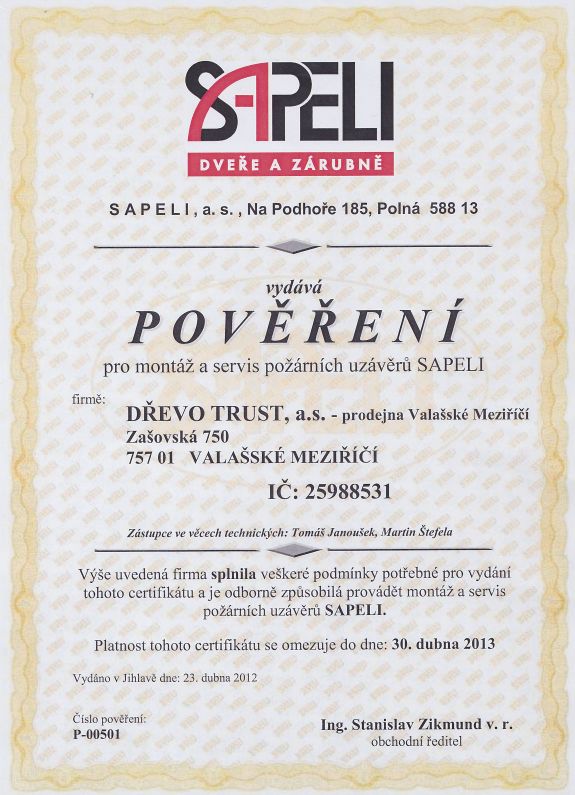 SAPELI
DVEŘE A ZÁRUBNĚ
SAPELI, a.s., Na Podhoře 185, Polná 588 13
vydává
POVĚŘENÍ
pro montáž a servis požárních uzávěrů SAPELI
firmě:
DŘEVO TRUST, a.s. - prodejna Valašské Meziříčí
Zašovská 750
757 01 VALAŠSKÉ MEZIŘÍČÍ
IČ: 25988531
Zástupce ve věcech technických: Tomáš Janoušek, Martin Štefela
Výše uvedená firma splnila veškeré podmínky potřebné pro vydání
tohoto certifikátu a je odborně způsobilá provádět montáž a servis
požárních uzávěrů SAPELI.
Platnost tohoto certifikátu se omezuje do dne: 30. dubna 2013
Vydáno v Jihlavě dne: 23. dubna 2012
Číslo pověření:
P-00501
Ing. Stanislav Zikmund v. r.
obchodní ředitel